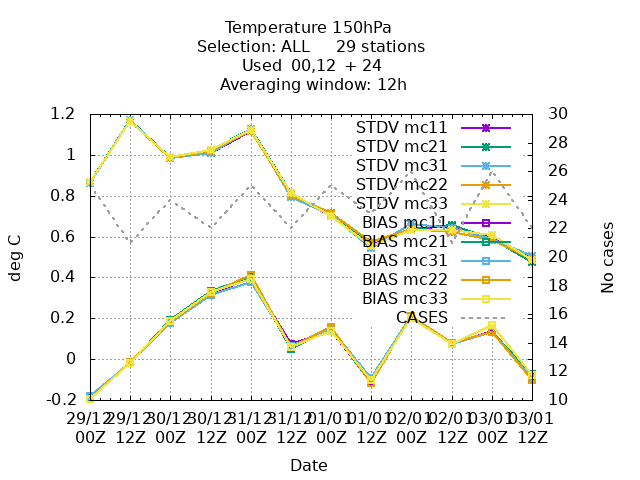 Temperature 150hPa
Selection: ALL 29 stations
Used 00,12 + 24
Averaging window: 12h
1.2
1
0.8
0.6
0.4
0.2
0
-0.2
deg C
30
28
26
24
22
20
18
16
14
12
10
No cases
STDV mc11
STDV mc21
STDV mc31
STDV mc22
STDV mc33
BIAS mc11
BIAS mc21
BIAS mc31
BIAS mc22
BIAS mc33
CASES
29/12 29/12 30/12 30/12 31/12 31/12 01/01 01/01 02/01 02/01 03/01 03/01
00Z 12Z 00Z 12Z 00Z 12Z 00Z 12Z 00Z 12Z 00Z 12Z
Date